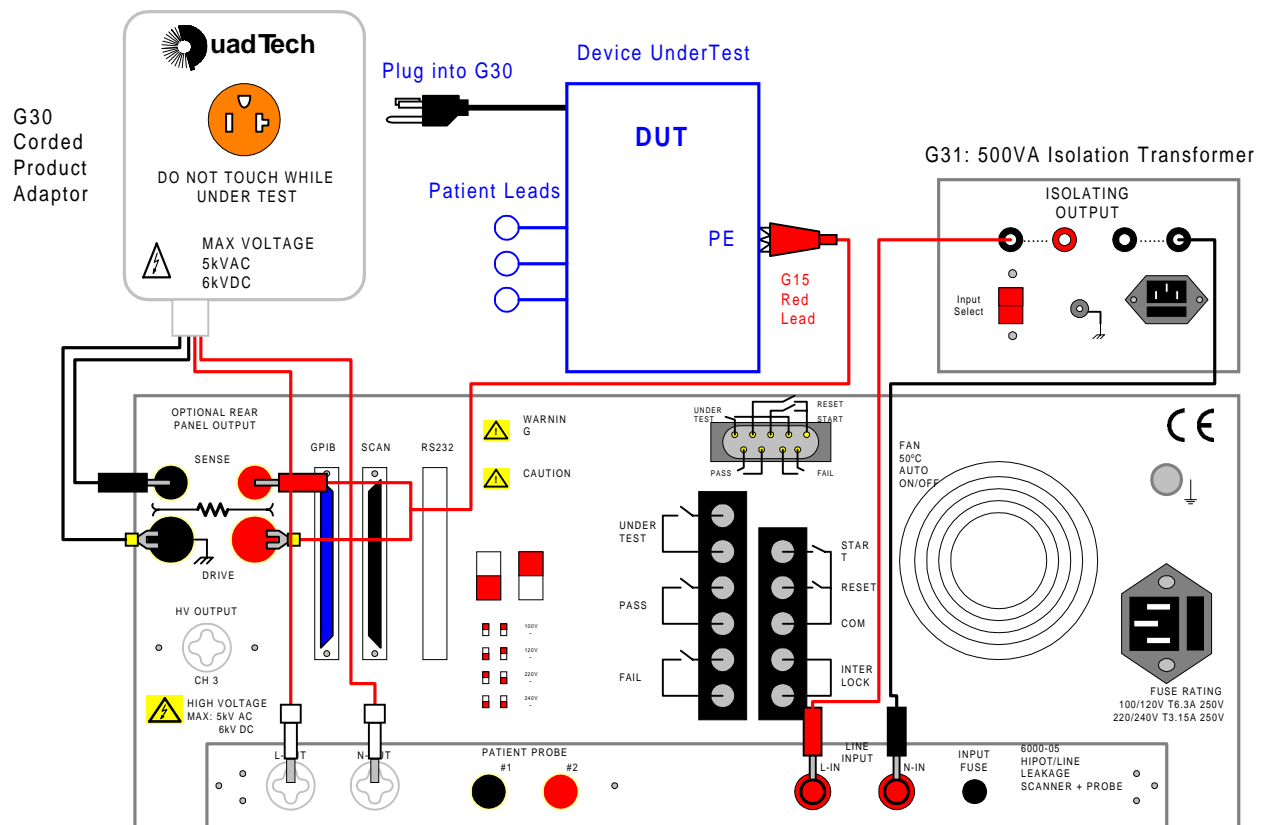 uadTech
G30
Corded
Product
Adaptor
DO NOT TOUCH WHILE
UNDER TEST
MAX VOLTAGE
5kVAC
6kVDC
Plug into G30
Device UnderTest
DUT
Patient Leads
PE
G15
Red
Lead
G31: 500VA Isolation Transformer
ISOLATING
OUTPUT
Input
Select
OPTIONAL REAR
PANEL OUTPUT
SENSE
DRIVE
GPIB
SCAN
RS232
WARNIN
G
CAUTION
UNDER
TEST
RESET
START
PASS
FAIL
FAN
50ºC
AUTO
ON/OFF
CE
UNDER
TEST
PASS
FAIL
STAR
T
RESET
COM
INTER
LOCK
HV OUTPUT
CH 3
100V
~
120V
~
220V
~
240V
~
HIGH VOLTAGE
MAX: 5kV AC
6kV DC
FUSE RATING
100/120V T6.3A 250V
220/240V T3.15A 250V
PATIENT PROBE
#1
#2
LINE
INPUT
L-IN
N-IN
INPUT
FUSE
6000-05
HIPOT/LINE
LEAKAGE
SCANNER + PROBE